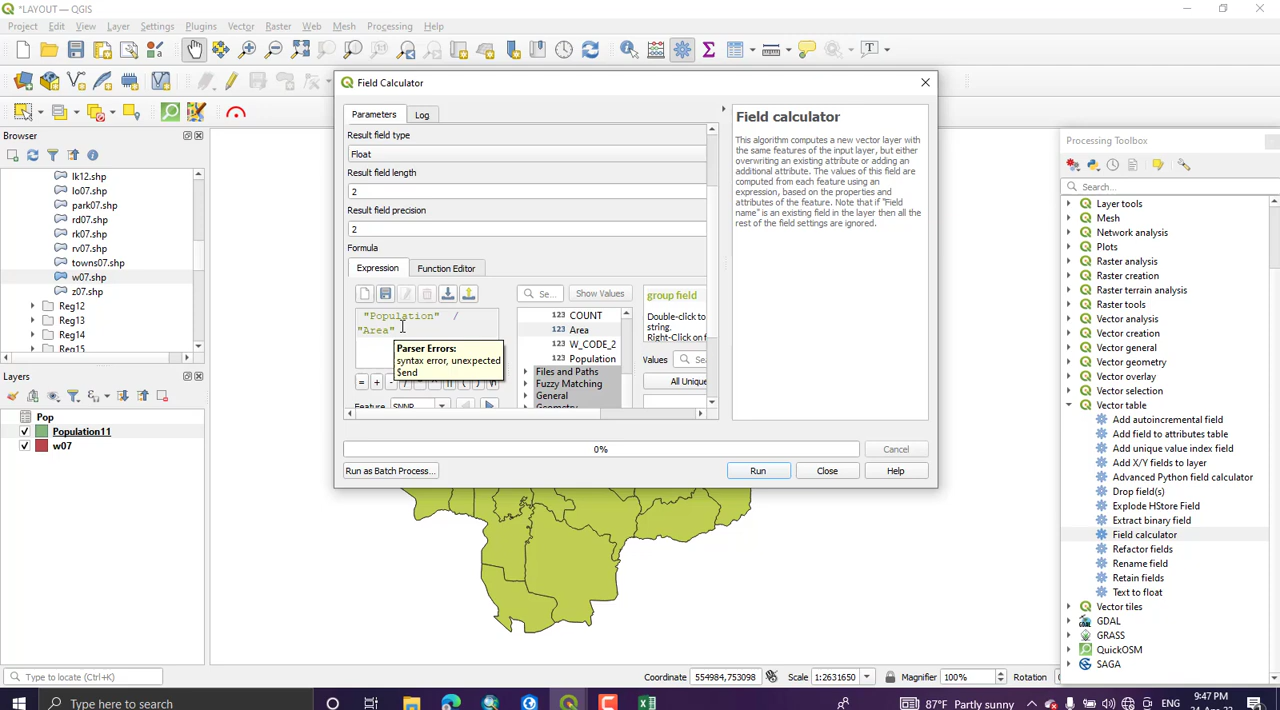 *LAYOUT — QGIS
Project Edit View Layer Settings Plugins Vector Raster Web Mesh Processing Help
Browser
lk12.shp
lo07.shp
park07.shp
rd07.shp
rk07.shp
rv07.shp
towns07.shp
w07.shp
z07.shp
Reg12
Reg13
Reg14
Reg15
Layers
Pop
Population11
w07
Field Calculator
Parameters Log
Result field type
Float
Result field length
2
Result field precision
2
Formula
Expression Function Editor
Se... Show Values
"Population" /
"Area"
Parser Errors:
syntax error, unexpected
$end
= + -
123 COUNT
123 Area
123 W_CODE_2
123 Population
Files and Paths
Fuzzy Matching
General
Geometry
group field
Double-click to
string.
Right-Click on f
Values Se
All Unique
Feature SNNR
Field calculator
This algorithm computes a new vector layer with
the same features of the input layer, but either
overwriting an existing attribute or adding an
additional attribute. The values of this field are
computed from each feature using an
expression, based on the properties and
attributes of the feature. Note that if "Field
name" is an existing field in the layer then all the
rest of the field settings are ignored.
0%
Cancel
Run as Batch Process... Run Close Help
Processing Toolbox
Search...
Layer tools
Mesh
Network analysis
Plots
Raster analysis
Raster creation
Raster terrain analysis
Raster tools
Vector analysis
Vector creation
Vector general
Vector geometry
Vector overlay
Vector selection
Vector table
Add autoincremental field
Add field to attributes table
Add unique value index field
Add X/Y fields to layer
Advanced Python field calculator
Drop field(s)
Explode HStore Field
Extract binary field
Field calculator
Refactor fields
Rename field
Retain fields
Text to float
Vector tiles
GDAL
GRASS
QuickOSM
SAGA
Type to locate (Ctrl+K)
Coordinate 554984,753098 Scale 1:2631650 Magnifier 100% Rotation
Type here to search
87°F Partly sunny ENG 9:47 PM